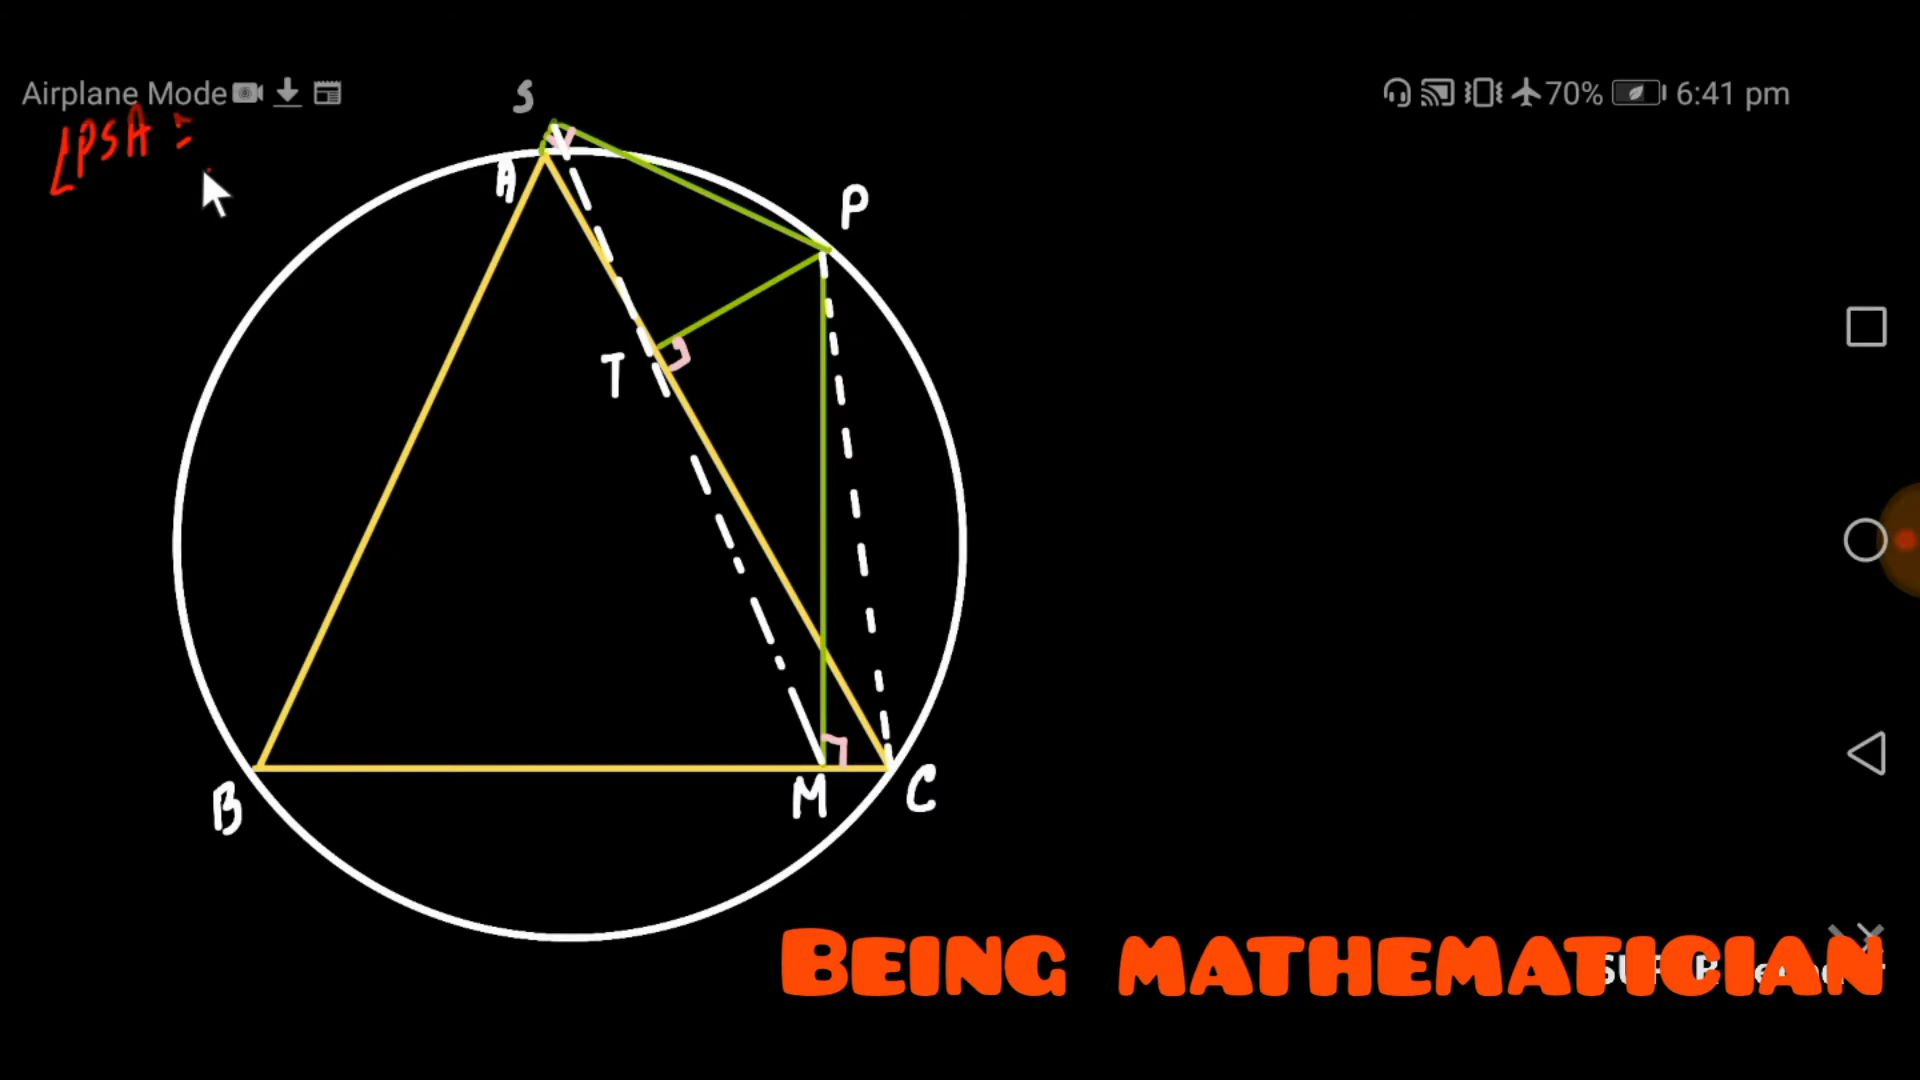 Airplane Mode 70% 6:41 pm
∠PSA =
S
A
P
T
B
M
C
BEING MATHEMATICIAN